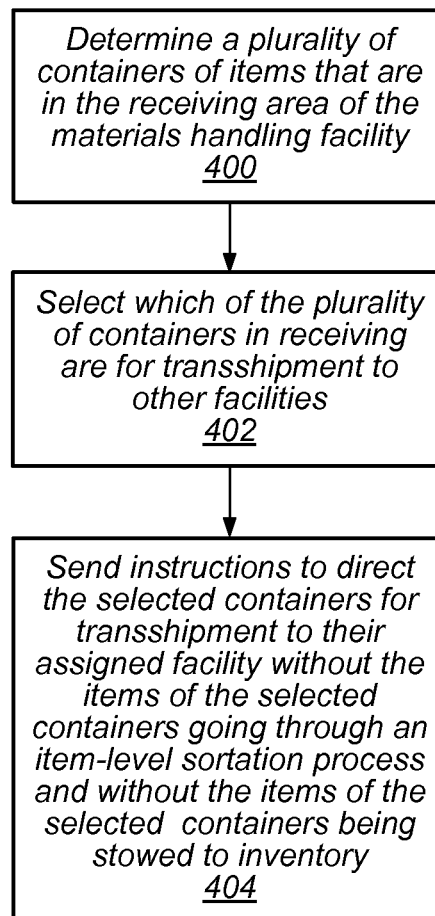 Determine a plurality of
containers of items that are
in the receiving area of the
materials handling facility
400
Select which of the plurality
of containers in receiving
are for transshipment to
other facilities
402
Send instructions to direct
the selected containers for
transshipment to their
assigned facility without the
items of the selected
containers going through an
item-level sortation process
and without the items of the
selected containers being
stowed to inventory
404